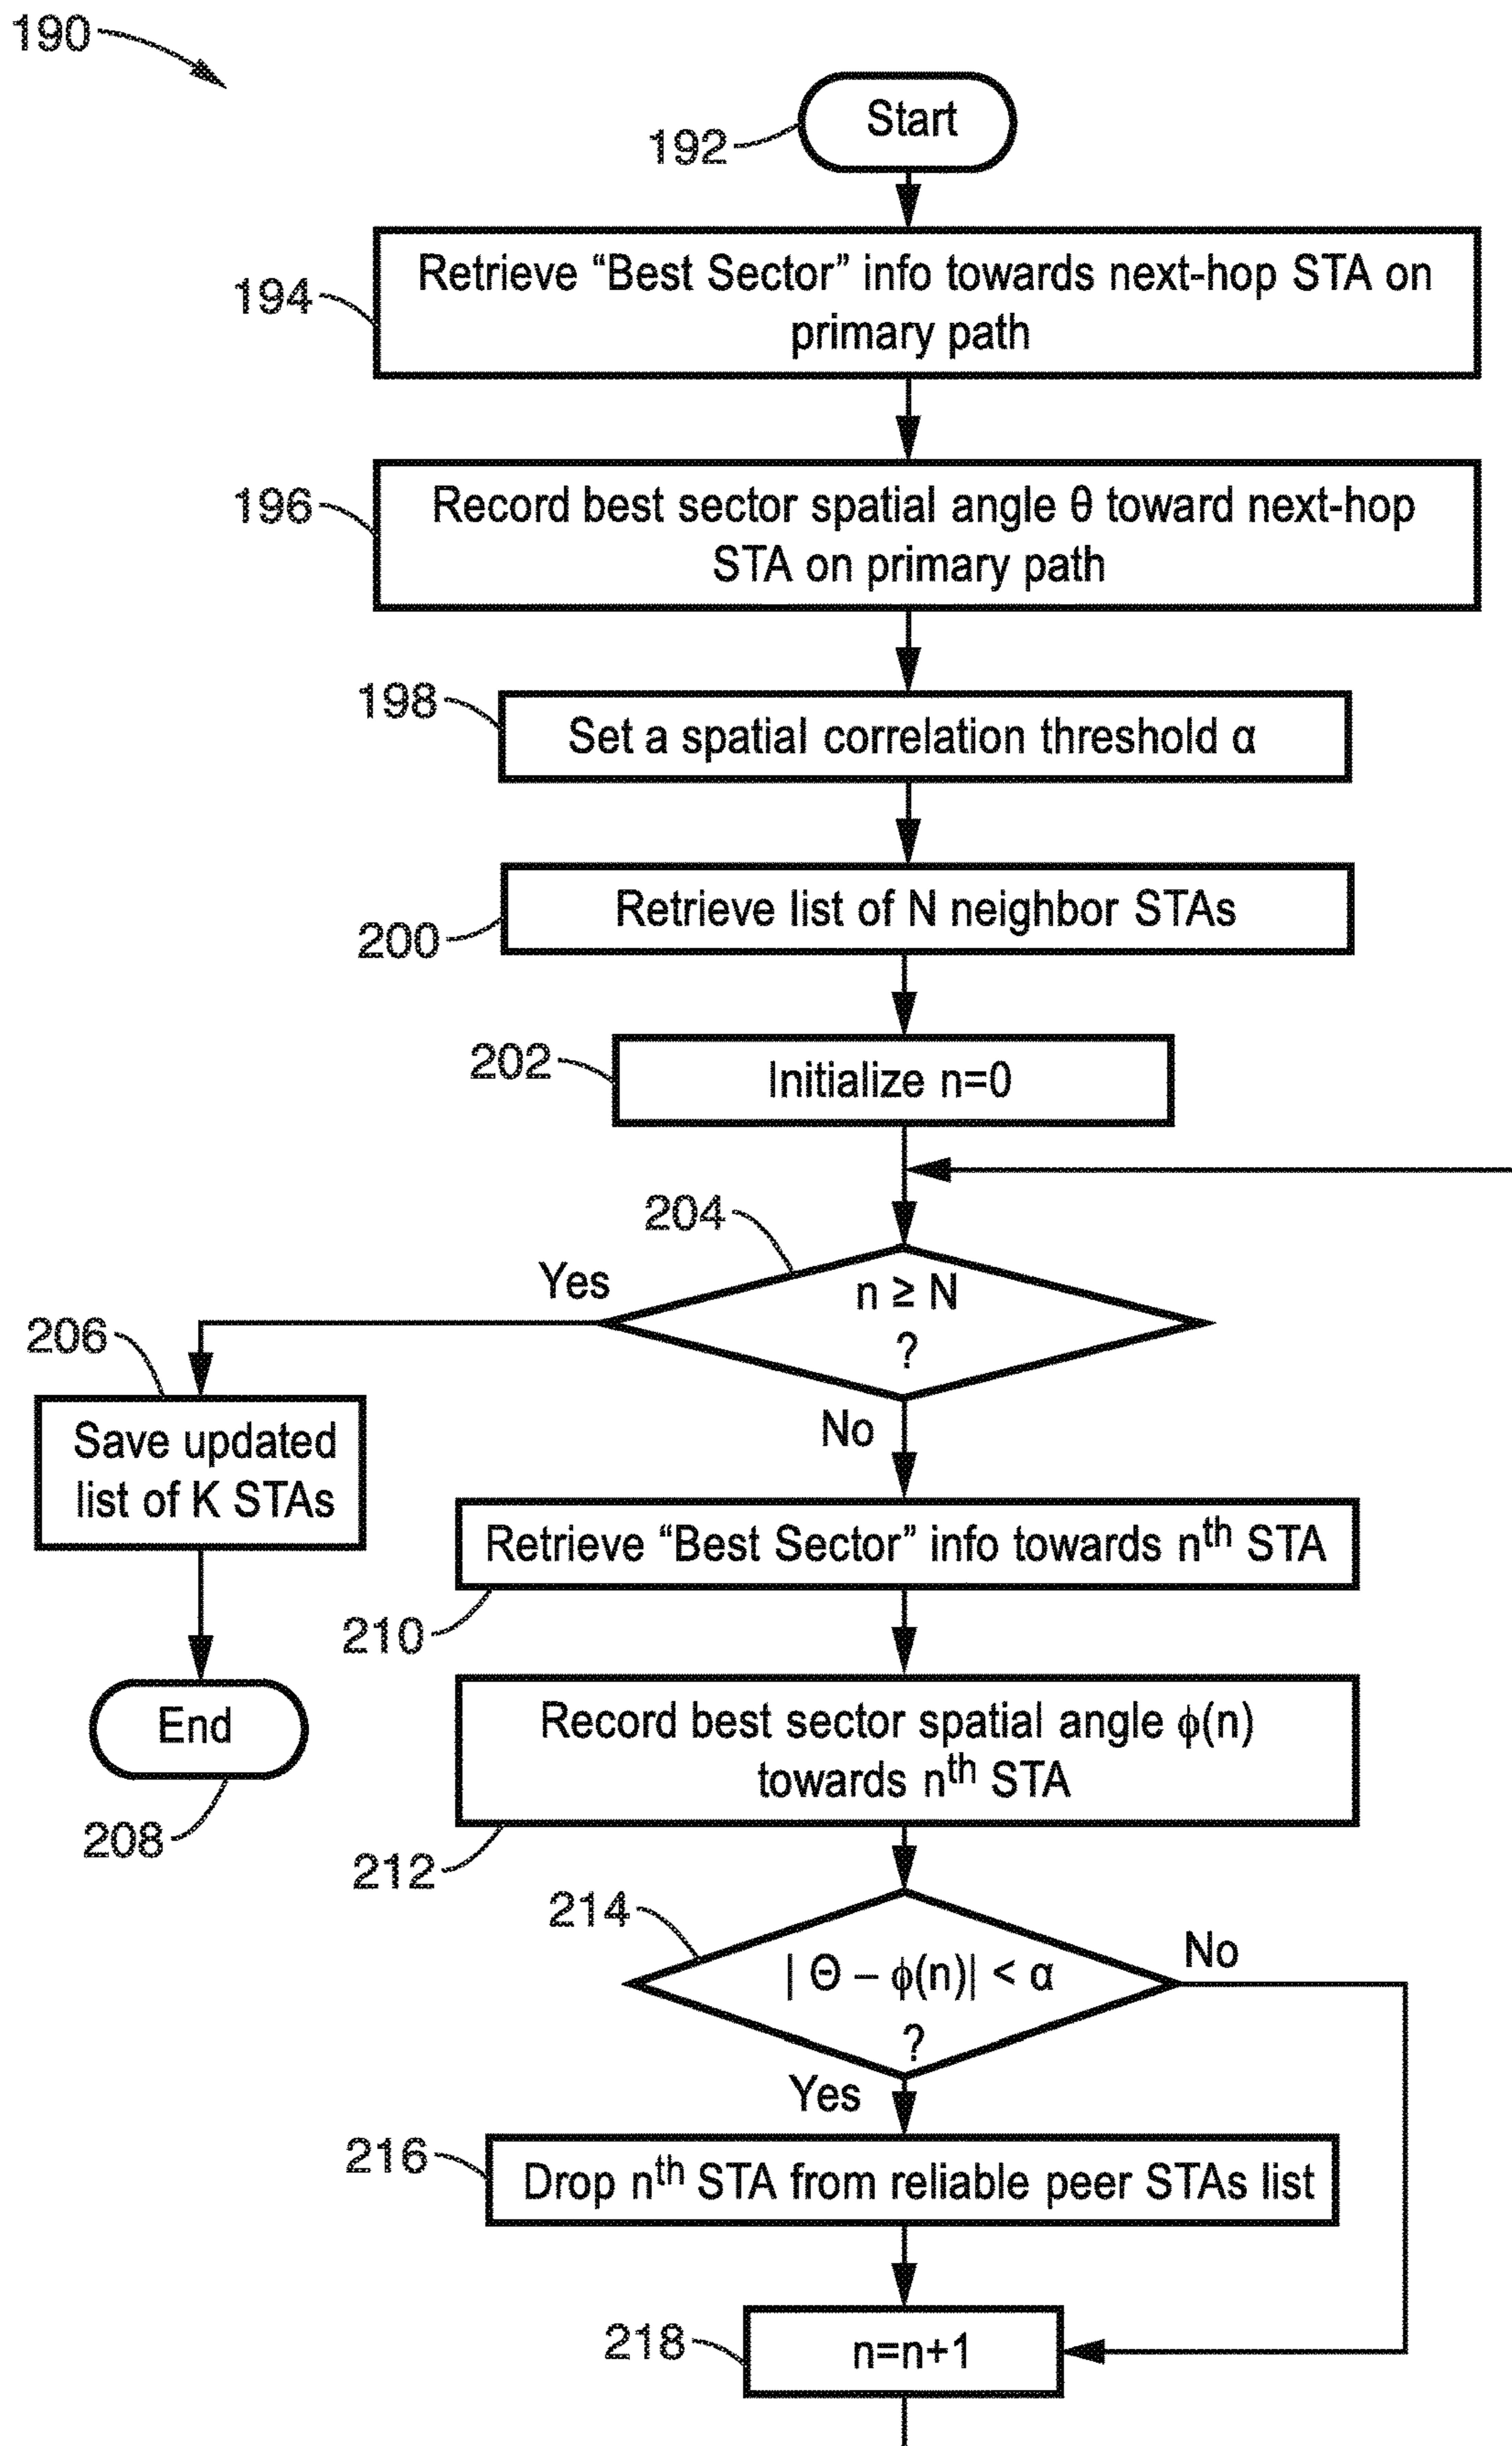 190
Start
192
Retrieve “Best Sector” info towards next-hop STA on
primary path
194
Record best sector spatial angle θ toward next-hop
STA on primary path
196
198
Set a spatial correlation threshold α
Retrieve list of N neighbor STAs
200
202
Initialize n=0
204
Yes
n ≥ N
?
206
No
Save updated
list of K STAs
Retrieve “Best Sector” info towards nth STA
210
End
208
Record best sector spatial angle ϕ(n)
towards nth STA
212
214
| Θ – ϕ(n)| < α
?
No
Yes
216
Drop nth STA from reliable peer STAs list
218
n=n+1